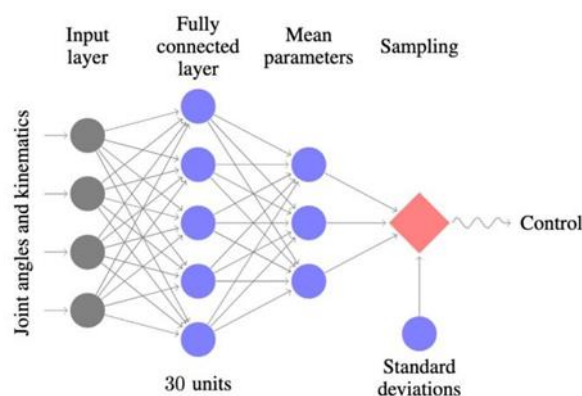 Input
layer
Fully
connected
layer
Mean
parameters
Sampling
Joint angles and kinematics
Control
30 units
Standard
deviations